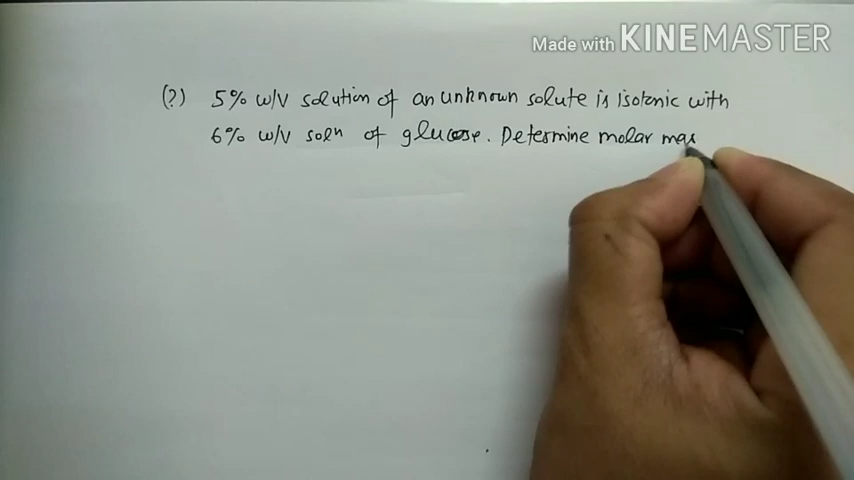 Made with KINEMASTER
(?) 5% w/v solution of an unknown solute is isotonic with
6% w/v solⁿ of glucose. Determine molar mas